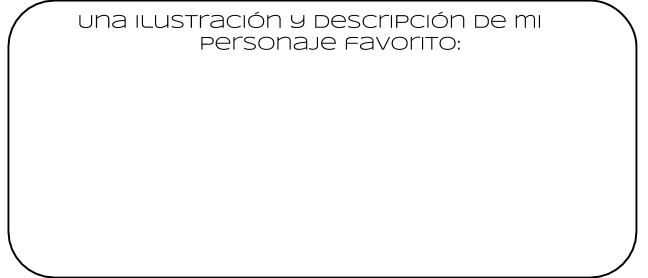 una ilustración y descripción de mi
personaje favorito: